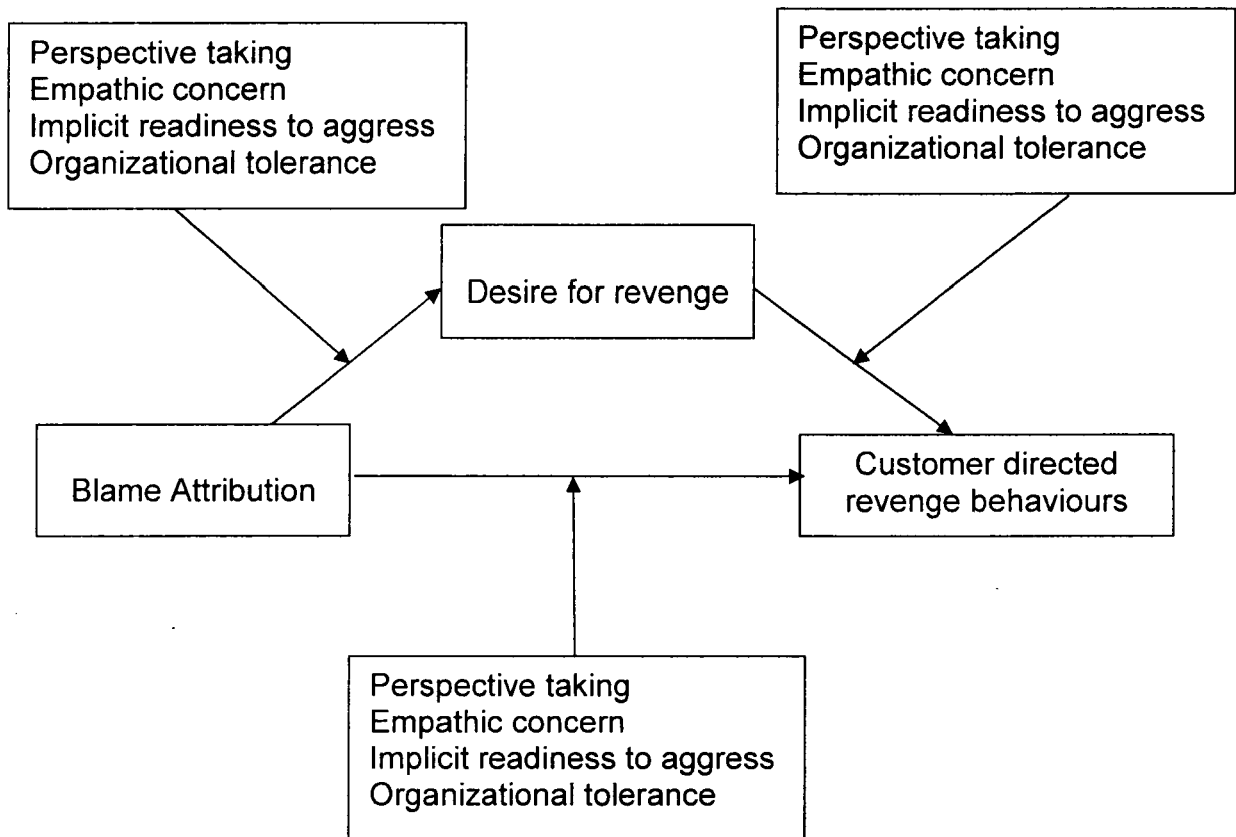 Perspective taking
Empathic concern
Implicit readiness to aggress
Organizational tolerance
Perspective taking
Empathic concern
Implicit readiness to aggress
Organizational tolerance
Desire for revenge
Blame Attribution
Customer directed
revenge behaviours
Perspective taking
Empathic concern
Implicit readiness to aggress
Organizational tolerance